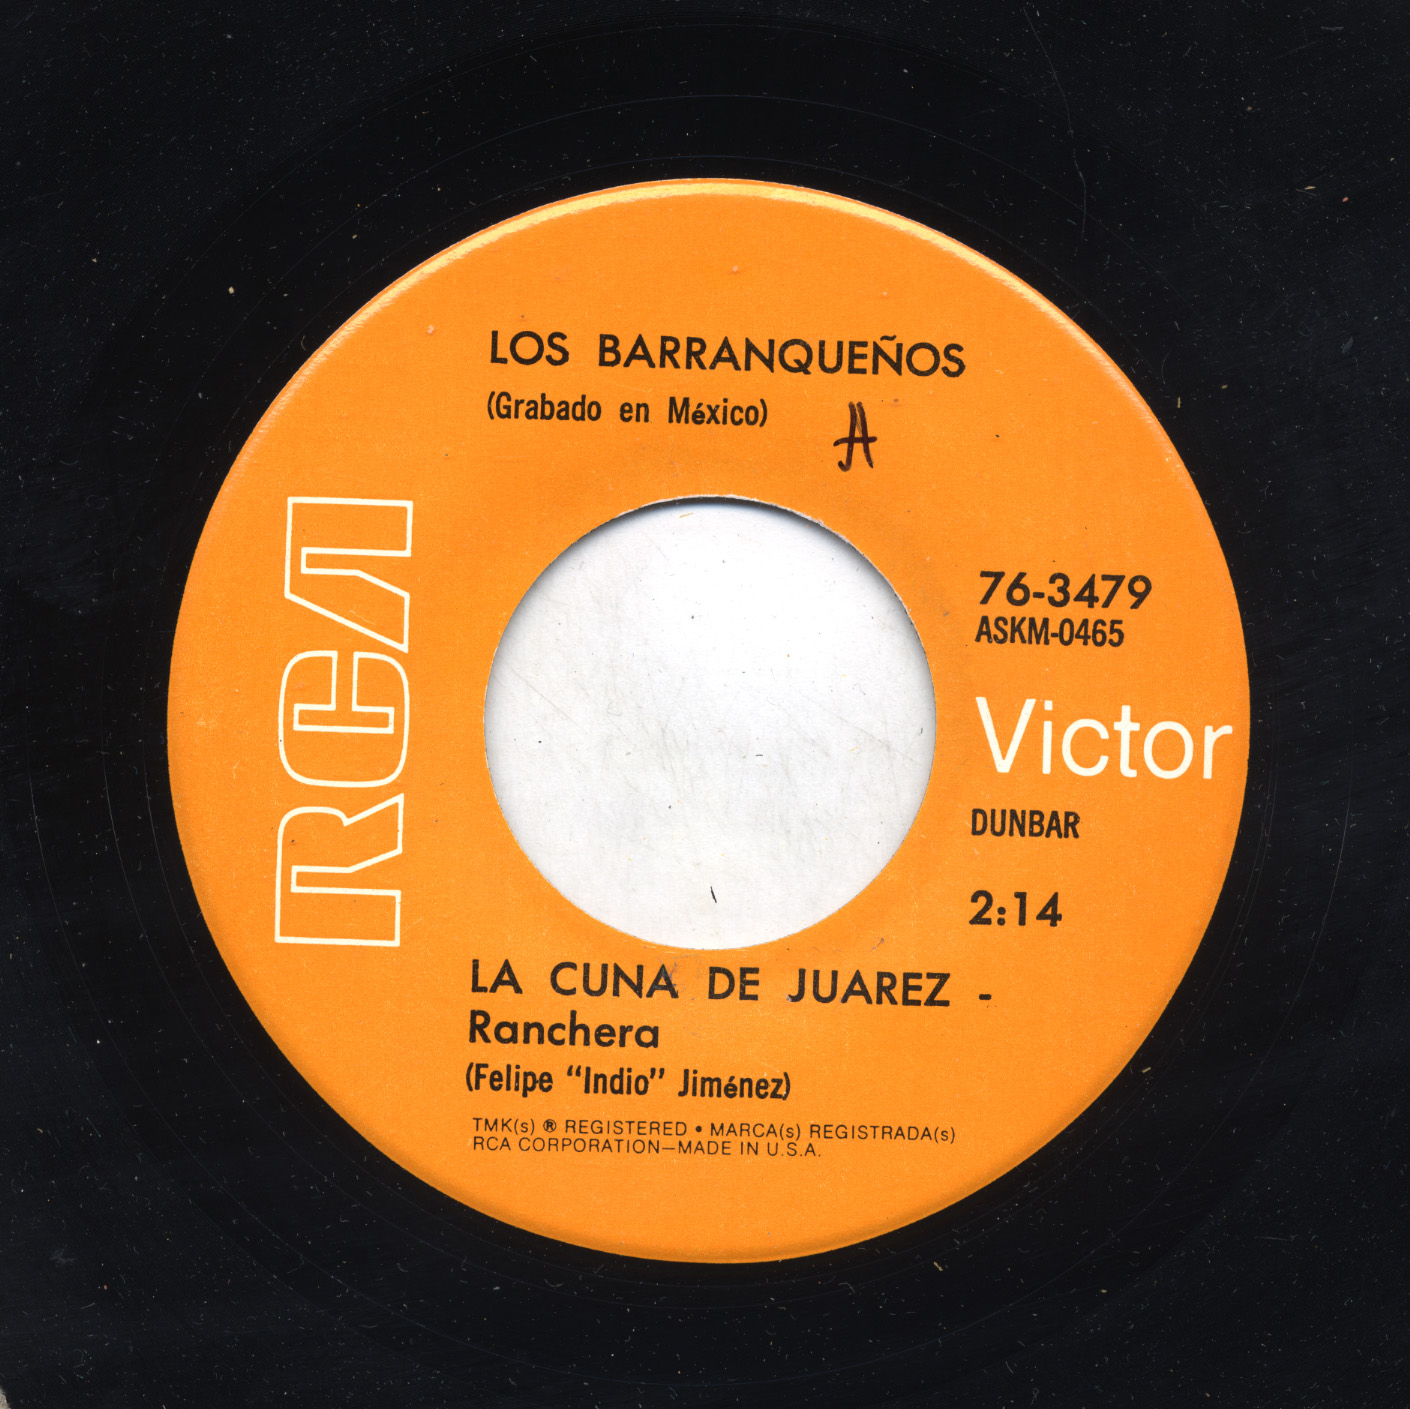 LOS BARRANQUEÑOS
(Grabado en México)
A
RCA
76-3479
ASKM-0465
Victor
DUNBAR
2:14
LA CUNA DE JUAREZ -
Ranchera
(Felipe "Indio" Jiménez)
TMK(s) ® REGISTERED • MARCA(s) REGISTRADA(s)
RCA CORPORATION—MADE IN U.S.A.